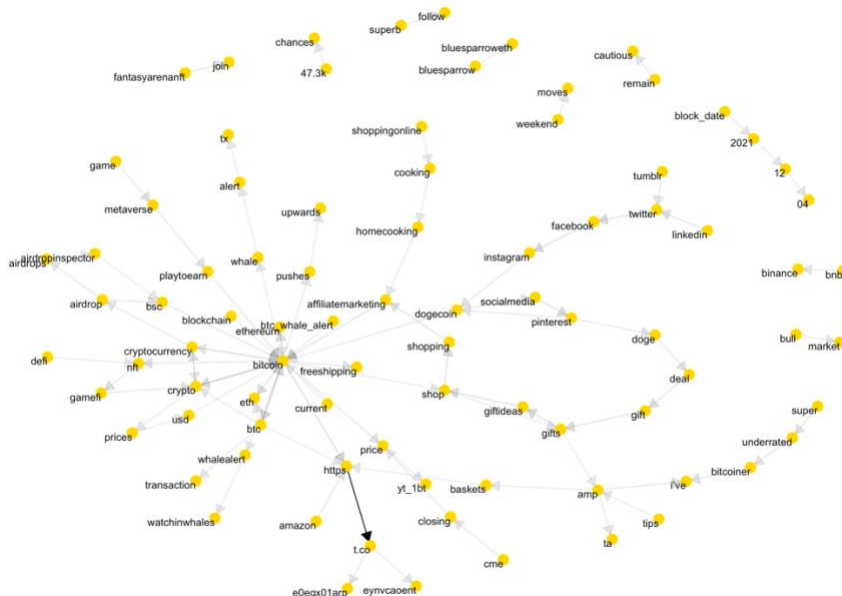 follow
superb
chances
bluesparroweth
join
47.3k
bluesparrow
cautious
fantasyarenanft
remain
moves
block_date
weekend
shoppingonline
2021
tx
game
cooking
12
alert
tumblr
metaverse
upwards
04
twitter
homecooking
facebook
linkedin
airdropinspector
airdrops
whale
instagram
playtoearn
pushes
binance
bnb
airdrop
bsc
affiliatemarketing
dogecoin
socialmedia
blockchain
btc_whale_alert
pinterest
ethereum
doge
bull
cryptocurrency
shopping
market
defi
nft
bitcoin
freeshipping
deal
crypto
shop
gamefi
eth
current
giftideas
gift
super
prices
usd
btc
gifts
underrated
price
whalealert
https
bitcoiner
transaction
yt_1bt
baskets
amp
i've
watchinwhales
amazon
closing
tips
ta
t.co
cme
eynvcaoent